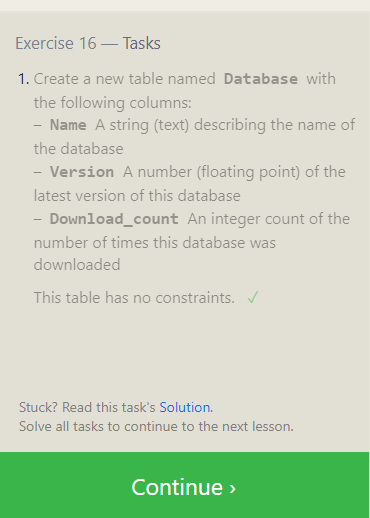 Exercise 16 — Tasks
1. Create a new table named Database with
the following columns:
– Name A string (text) describing the name of
the database
– Version A number (floating point) of the
latest version of this database
– Download_count An integer count of the
number of times this database was
downloaded
This table has no constraints. ✓
Stuck? Read this task's Solution.
Solve all tasks to continue to the next lesson.
Continue ›